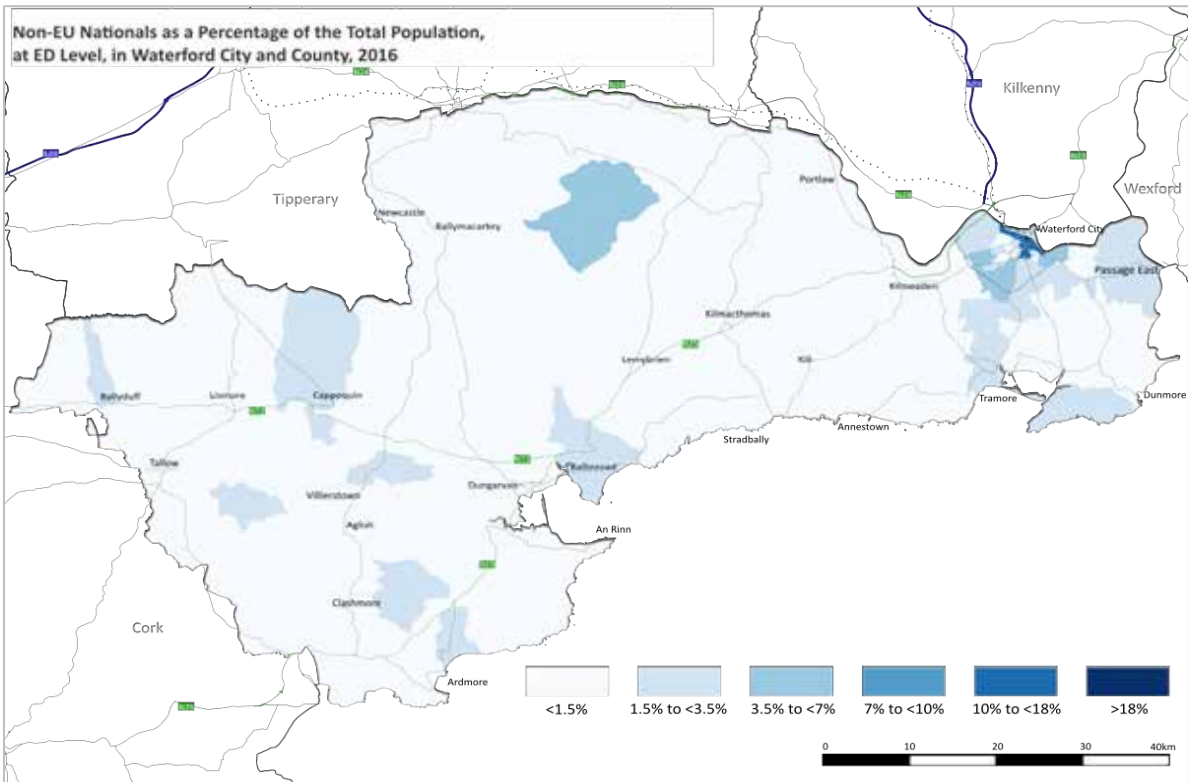 Non-EU Nationals as a Percentage of the Total Population,
at ED Level, in Waterford City and County, 2016
Kilkenny
Wexford
Tipperary
Portlaw
Newcastle
Ballymacarbry
Waterford City
Passage East
Kilmeaden
Kilmacthomas
Lemybrien
Kill
Ballyduff
Lismore
Cappoquin
Tramore
Dunmore
Annestown
Stradbally
Tallow
Ballinroad
Dungarvan
Villierstown
Aglish
An Rinn
Clashmore
Cork
Ardmore
<1.5%
1.5% to <3.5%
3.5% to <7%
7% to <10%
10% to <18%
>18%
0 10 20 30 40km